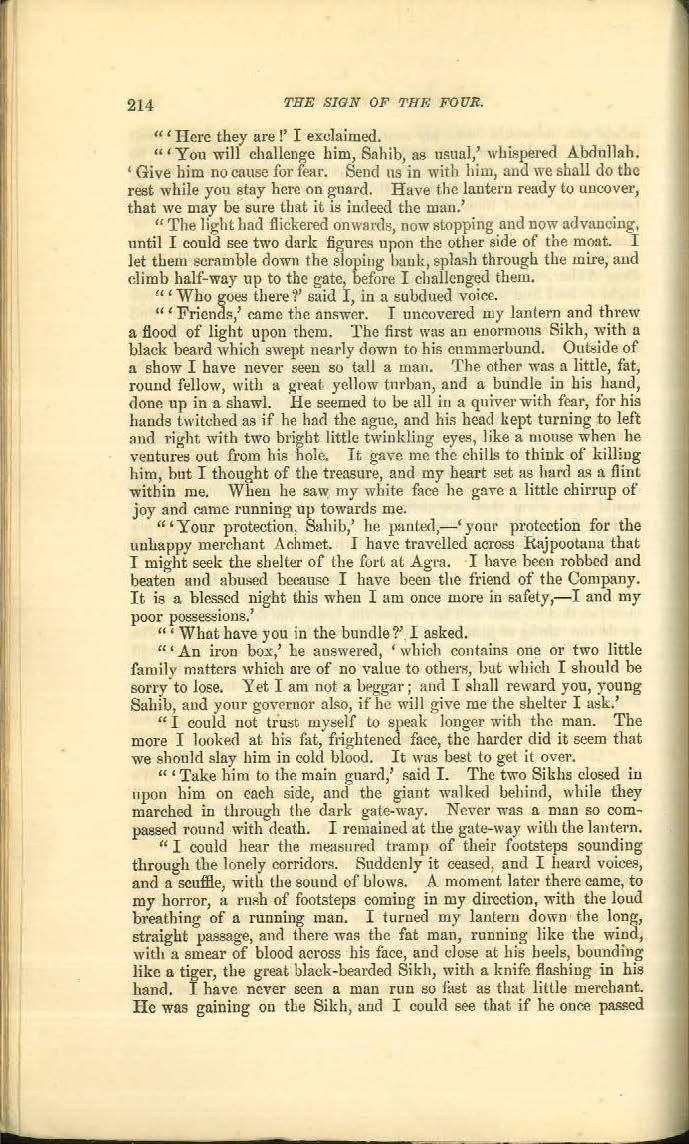 214
THE SIGN OF THE FOUR.
“‘Here they are!’ I exclaimed.
“‘You will challenge him, Sahib, as usual,’ whispered Abdullah.
‘Give him no cause for fear. Send us in with him, and we shall do the
rest while you stay here on guard. Have the lantern ready to uncover,
that we may be sure that it is indeed the man.’
“The light had flickered onwards, now stopping and now advancing,
until I could see two dark figures upon the other side of the moat. I
let them scramble down the sloping bank, splash through the mire, and
climb half-way up to the gate, before I challenged them.
“‘Who goes there?’ said I, in a subdued voice.
“‘Friends,’ came the answer. I uncovered my lantern and threw
a flood of light upon them. The first was an enormous Sikh, with a
black beard which swept nearly down to his cummerbund. Outside of
a show I have never seen so tall a man. The other was a little, fat,
round fellow, with a great yellow turban, and a bundle in his hand,
done up in a shawl. He seemed to be all in a quiver with fear, for his
hands twitched as if he had the ague, and his head kept turning to left
and right with two bright little twinkling eyes, like a mouse when he
ventures out from his hole. It gave me the chills to think of killing
him, but I thought of the treasure, and my heart set as hard as a flint
within me. When he saw my white face he gave a little chirrup of
joy and came running up towards me.
“‘Your protection, Sahib,’ he panted,—‘your protection for the
unhappy merchant Achmet. I have travelled across Rajpootana that
I might seek the shelter of the fort at Agra. I have been robbed and
beaten and abused because I have been the friend of the Company.
It is a blessed night this when I am once more in safety,—I and my
poor possessions.’
“‘What have you in the bundle?’ I asked.
“‘An iron box,’ he answered, ‘which contains one or two little
family matters which are of no value to others, but which I should be
sorry to lose. Yet I am not a beggar; and I shall reward you, young
Sahib, and your governor also, if he will give me the shelter I ask.’
“I could not trust myself to speak longer with the man. The
more I looked at his fat, frightened face, the harder did it seem that
we should slay him in cold blood. It was best to get it over.
“‘Take him to the main guard,’ said I. The two Sikhs closed in
upon him on each side, and the giant walked behind, while they
marched in through the dark gate-way. Never was a man so com-
passed round with death. I remained at the gate-way with the lantern.
“I could hear the measured tramp of their footsteps sounding
through the lonely corridors. Suddenly it ceased, and I heard voices,
and a scuffle, with the sound of blows. A moment later there came, to
my horror, a rush of footsteps coming in my direction, with the loud
breathing of a running man. I turned my lantern down the long,
straight passage, and there was the fat man, running like the wind,
with a smear of blood across his face, and close at his heels, bounding
like a tiger, the great black-bearded Sikh, with a knife flashing in his
hand. I have never seen a man run so fast as that little merchant.
He was gaining on the Sikh, and I could see that if he once passed